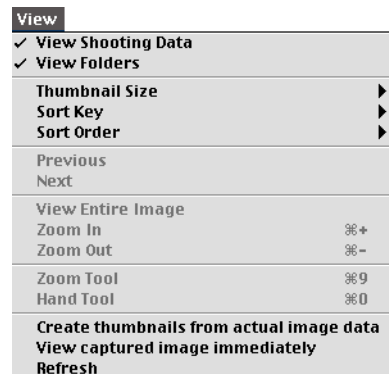 View
✓ View Shooting Data
✓ View Folders
Thumbnail Size ▶
Sort Key ▶
Sort Order ▶
Previous
Next
View Entire Image
Zoom In ⌘+
Zoom Out ⌘-
Zoom Tool ⌘9
Hand Tool ⌘0
Create thumbnails from actual image data
View captured image immediately
Refresh